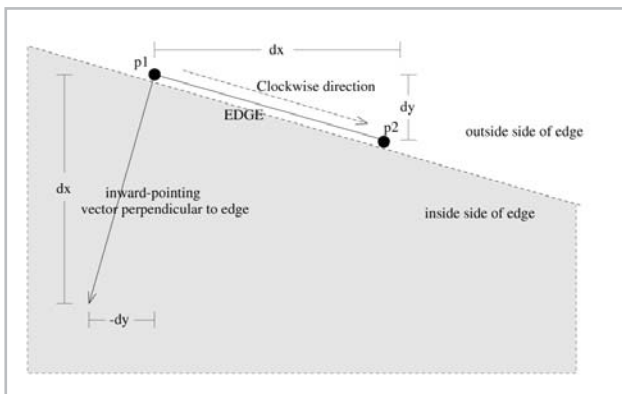 dx
p1
Clockwise direction
dy
EDGE
p2
outside side of edge
dx
inward-pointing
vector perpendicular to edge
inside side of edge
-dy